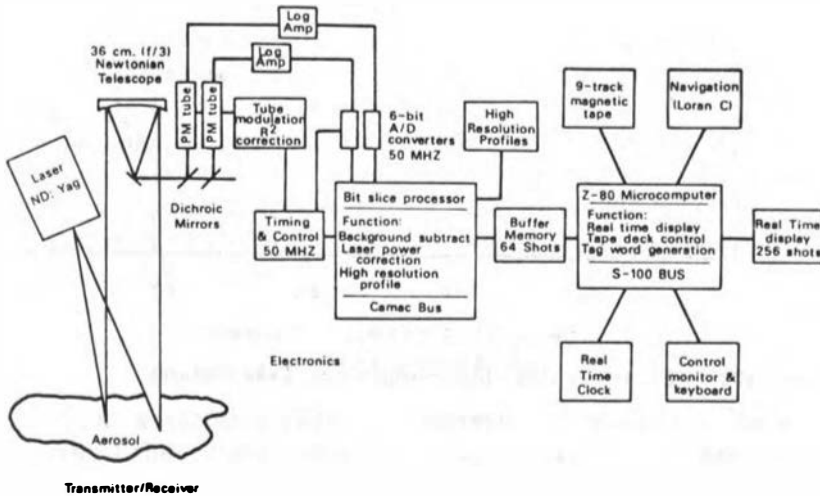 Log
Amp
Log
Amp
36 cm. (f/3)
Newtonian
Telescope
PM tube
PM tube
Tube
modulation
R2
correction
6-bit
A/D
converters
50 MHZ
High
Resolution
Profiles
9-track
magnetic
tape
Navigation
(Loran C)
Laser
ND: Yag
Dichroic
Mirrors
Timing
& Control
50 MHZ
Bit slice processor
Function:
Background subtract
Laser power
correction
High resolution
profile
Camac Bus
Buffer
Memory
64 Shots
Z-80 Microcomputer
Function:
Real time display
Tape deck control
Tag word generation
S-100 BUS
Real Time
display
256 shots
Electronics
Real
Time
Clock
Control
monitor &
keyboard
Aerosol
Transmitter/Receiver